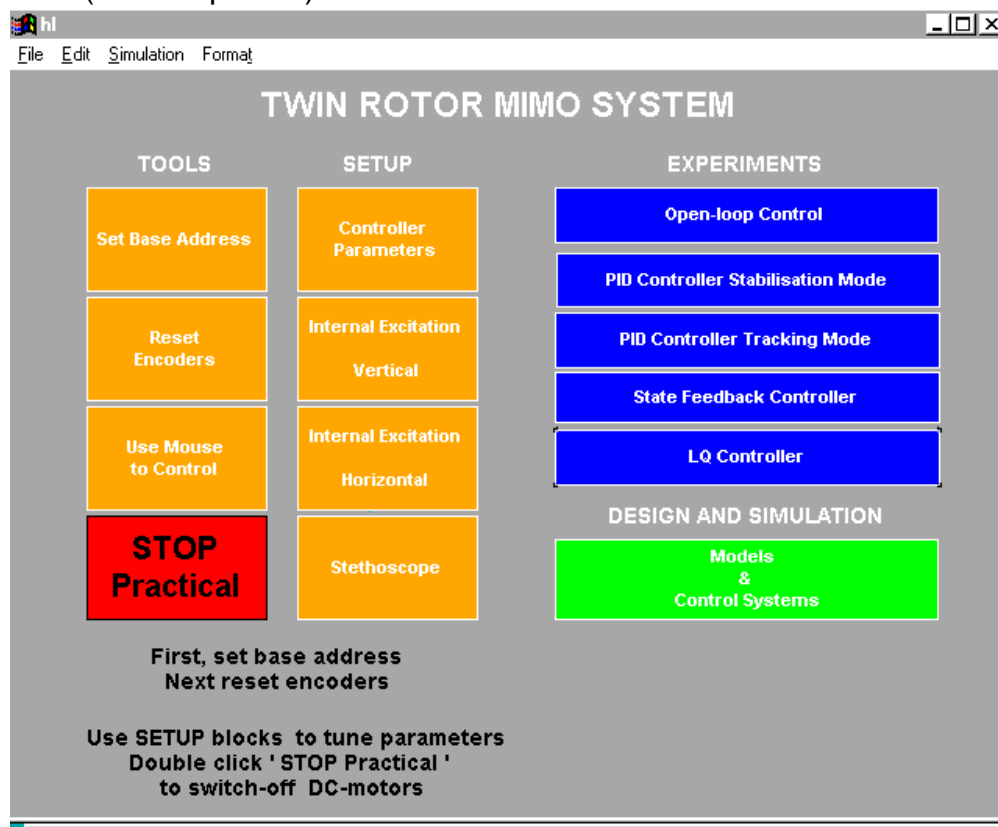 hl
File Edit Simulation Format
TWIN ROTOR MIMO SYSTEM
TOOLS
Set Base Address
Reset
Encoders
Use Mouse
to Control
STOP
Practical
SETUP
Controller
Parameters
Internal Excitation
Vertical
Internal Excitation
Horizontal
Stethoscope
EXPERIMENTS
Open-loop Control
PID Controller Stabilisation Mode
PID Controller Tracking Mode
State Feedback Controller
LQ Controller
DESIGN AND SIMULATION
Models
&
Control Systems
First, set base address
Next reset encoders
Use SETUP blocks to tune parameters
Double click ' STOP Practical '
to switch-off DC-motors